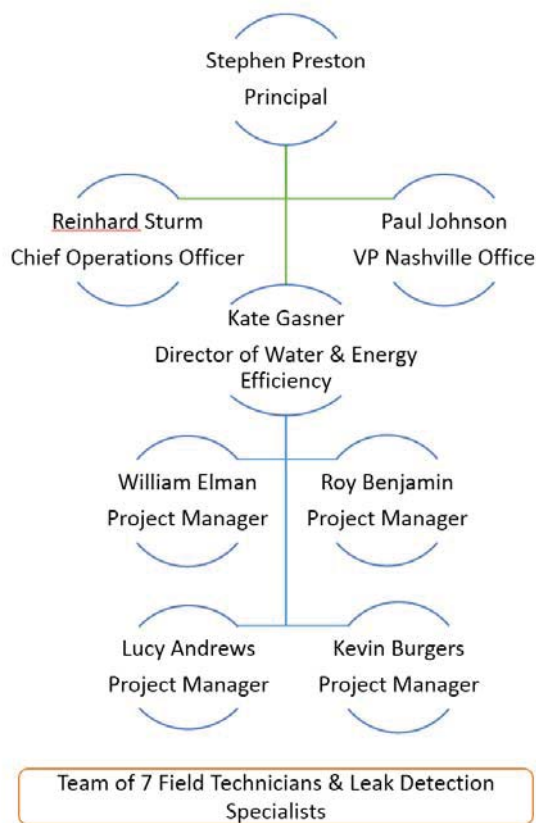 Stephen Preston
Principal
Reinhard Sturm
Chief Operations Officer
Paul Johnson
VP Nashville Office
Kate Gasner
Director of Water & Energy
Efficiency
William Elman
Project Manager
Roy Benjamin
Project Manager
Lucy Andrews
Project Manager
Kevin Burgers
Project Manager
Team of 7 Field Technicians & Leak Detection
Specialists